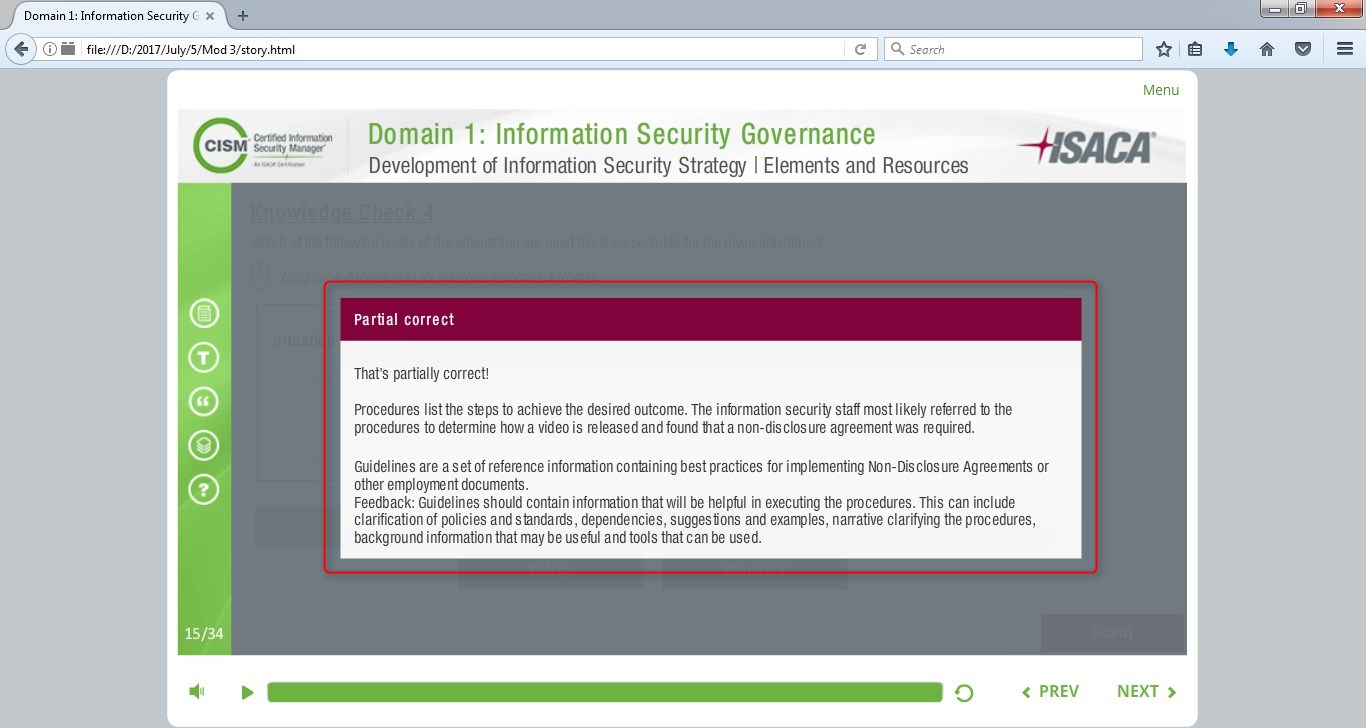 Domain 1: Information Security G
file:///D:/2017/July/5/Mod 3/story.html
Search
Menu
CISM
Certified Information
Security Manager®
An ISACA® Certification
Domain 1: Information Security Governance
Development of Information Security Strategy | Elements and Resources
ISACA®
Knowledge Check 4
Which of the following levels of documentation are most likely responsible for the given situations?
Drag each document to its situation and click Submit.
Situation
Partial correct
That's partially correct!
Procedures list the steps to achieve the desired outcome. The information security staff most likely referred to the
procedures to determine how a video is released and found that a non-disclosure agreement was required.
Guidelines are a set of reference information containing best practices for implementing Non-Disclosure Agreements or
other employment documents.
Feedback: Guidelines should contain information that will be helpful in executing the procedures. This can include
clarification of policies and standards, dependencies, suggestions and examples, narrative clarifying the procedures,
background information that may be useful and tools that can be used.
Policy
Standard
Submit
15/34
PREV
NEXT